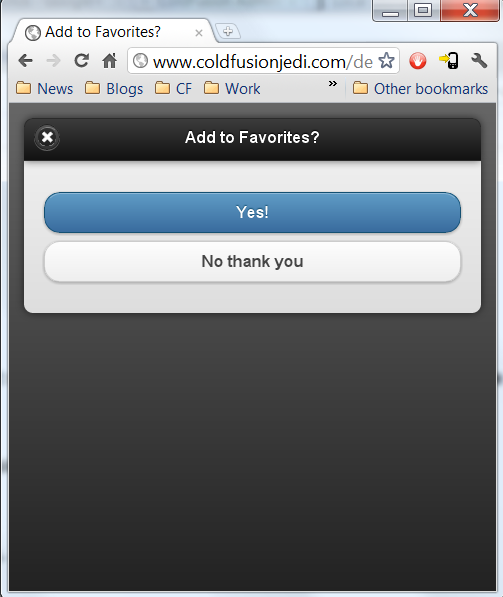 Add to Favorites?
www.coldfusionjedi.com/de
News Blogs CF Work » Other bookmarks
Add to Favorites?
Yes!
No thank you